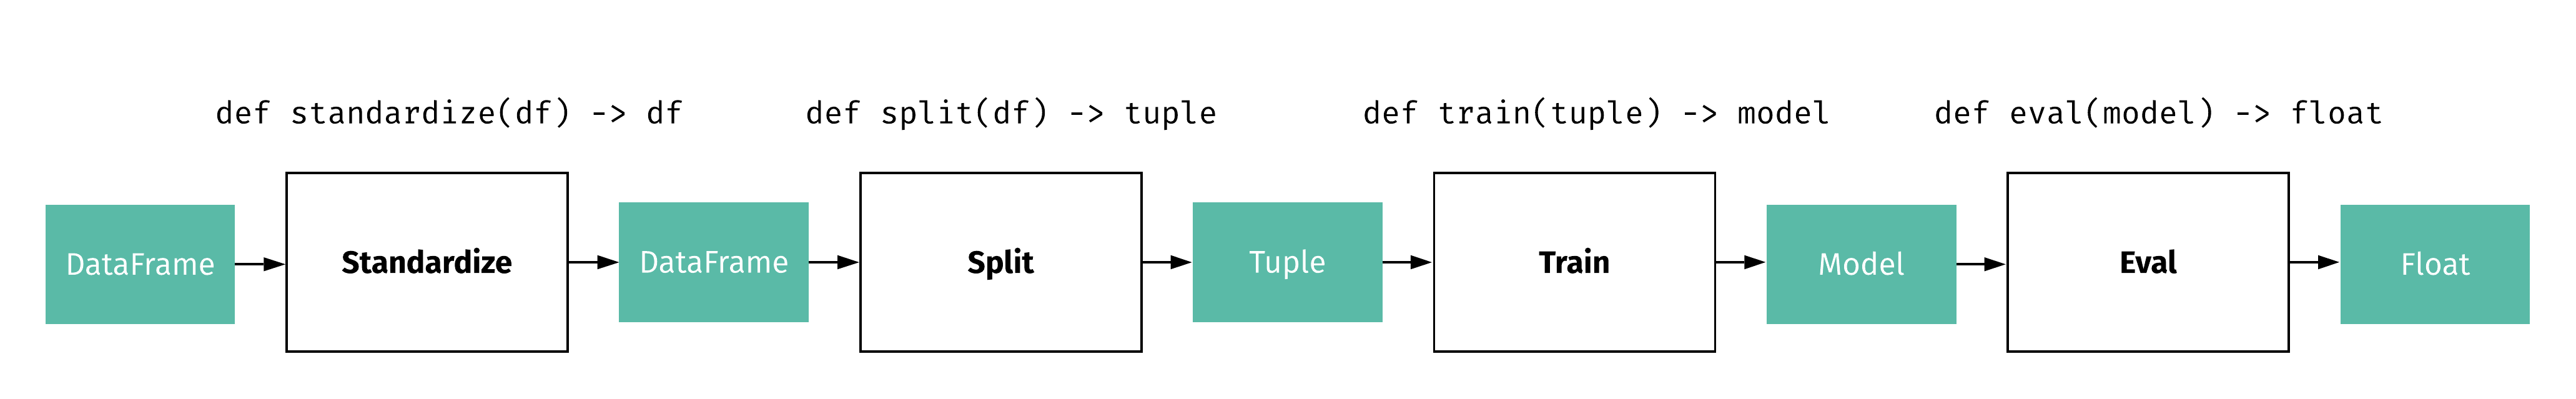 def standardize(df) -> df
def split(df) -> tuple
def train(tuple) -> model
def eval(model) -> float
DataFrame
Standardize
DataFrame
Split
Tuple
Train
Model
Eval
Float